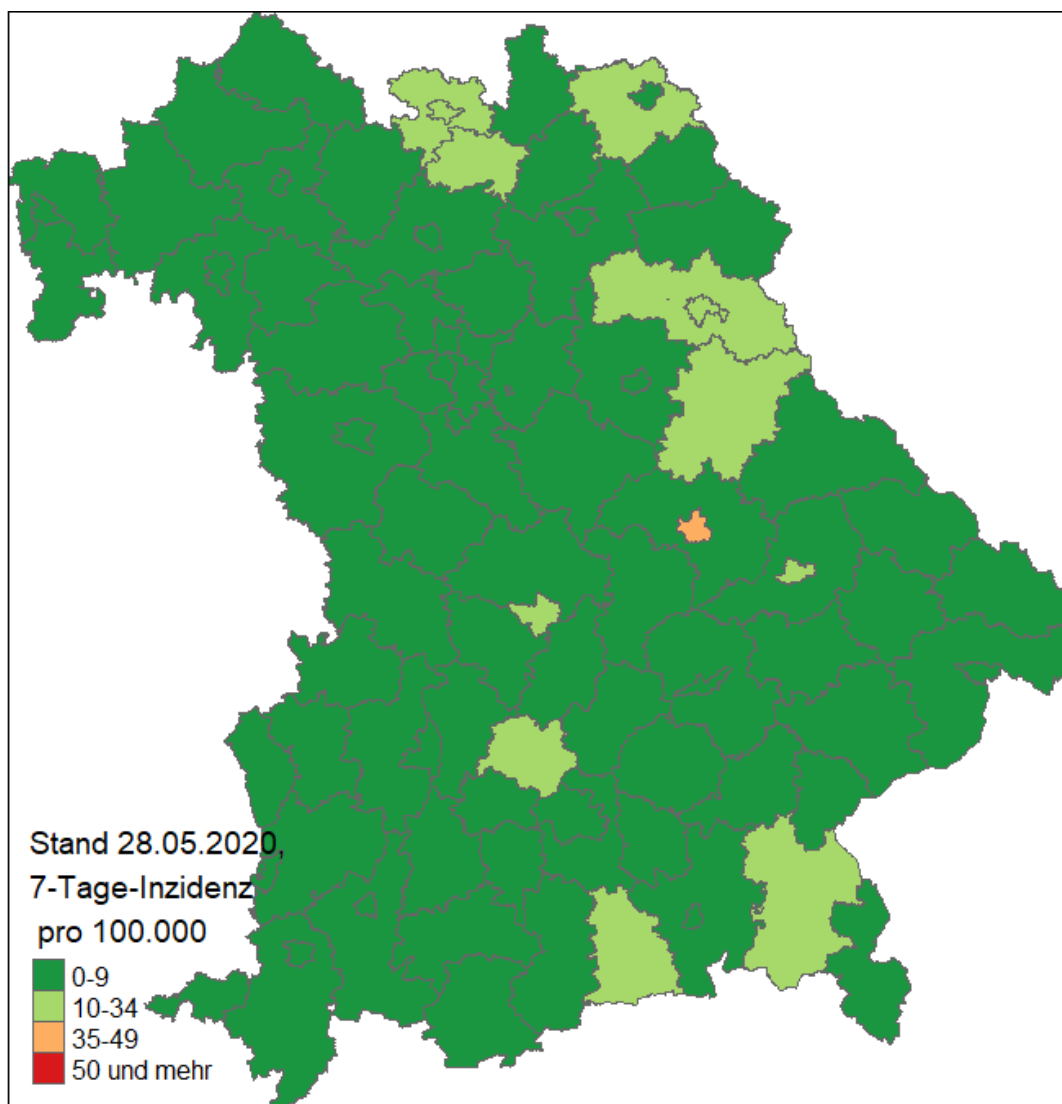 Stand 28.05.2020,
7-Tage-Inzidenz
pro 100.000
0-9
10-34
35-49
50 und mehr